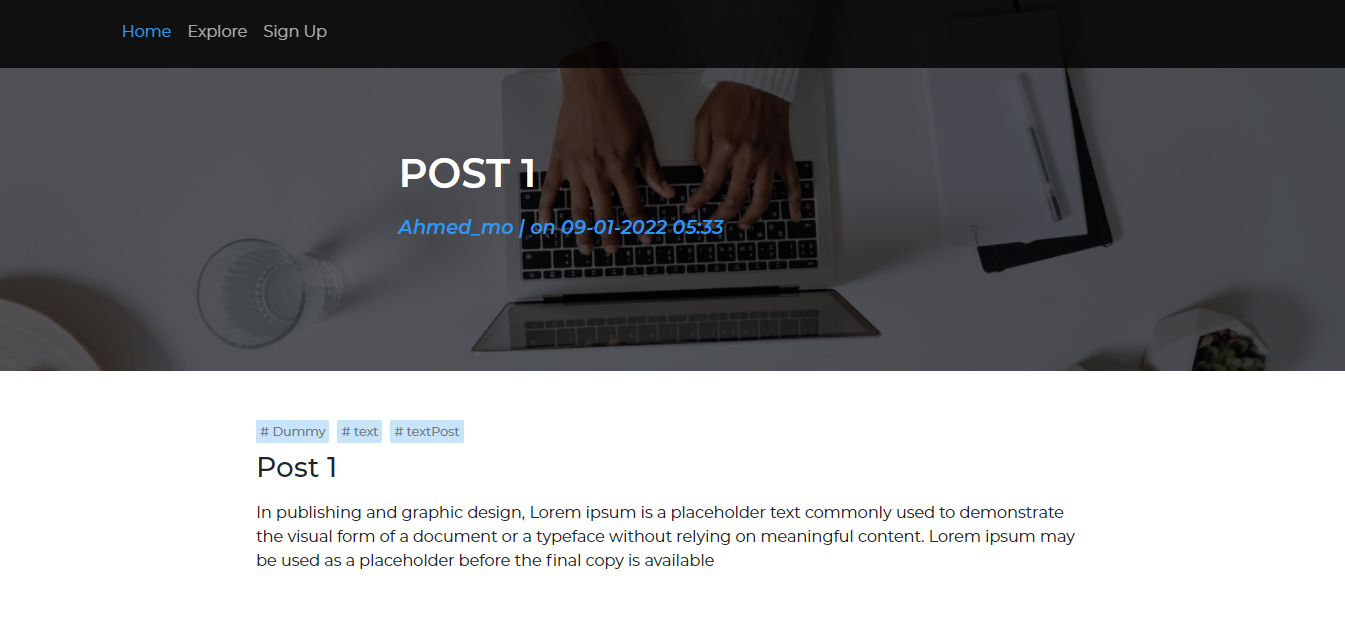 Home Explore Sign Up
POST 1
Ahmed_mo | on 09-01-2022 05:33
# Dummy # text # textPost
Post 1
In publishing and graphic design, Lorem ipsum is a placeholder text commonly used to demonstrate
the visual form of a document or a typeface without relying on meaningful content. Lorem ipsum may
be used as a placeholder before the final copy is available